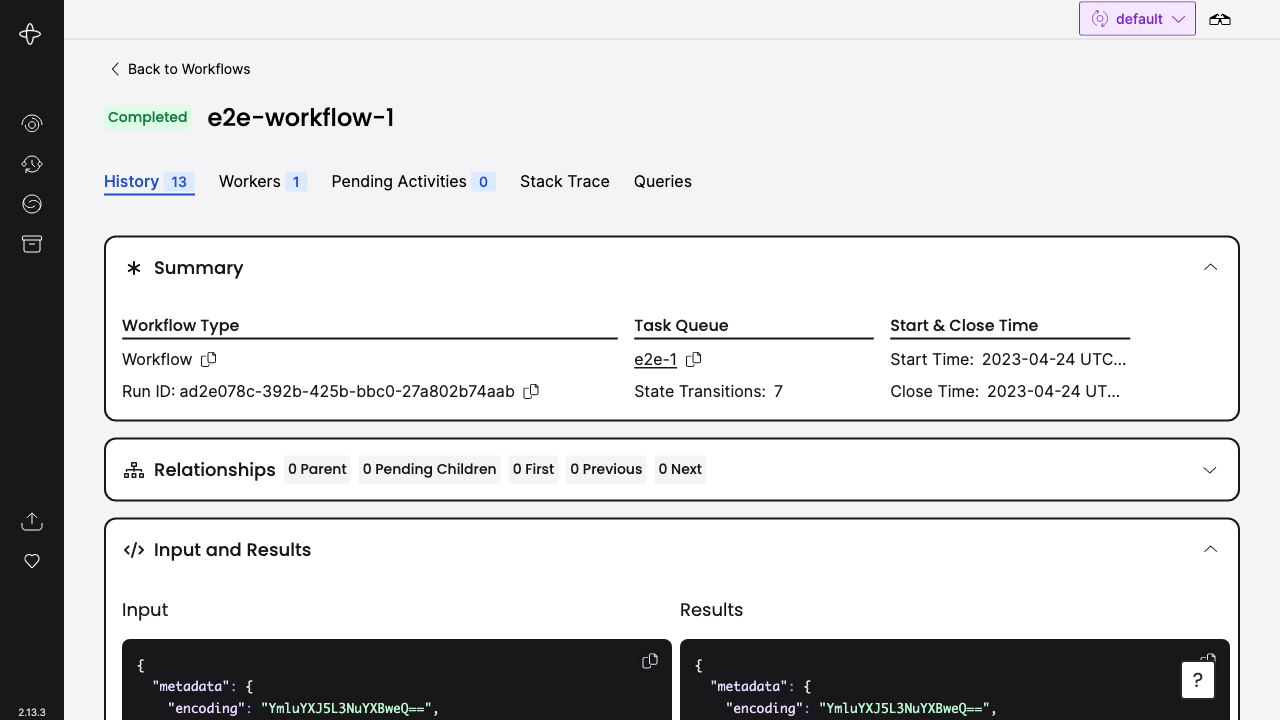 default
Back to Workflows
Completed e2e-workflow-1
History 13 Workers 1 Pending Activities 0 Stack Trace Queries
Summary
Workflow Type Task Queue Start & Close Time
Workflow e2e-1 Start Time: 2023-04-24 UTC...
Run ID: ad2e078c-392b-425b-bbc0-27a802b74aab State Transitions: 7 Close Time: 2023-04-24 UT...
Relationships 0 Parent 0 Pending Children 0 First 0 Previous 0 Next
</> Input and Results
Input Results
{ {
"metadata": { "metadata": {
"encoding": "YmluYXJ5L3NuYXBweQ==", "encoding": "YmluYXJ5L3NuYXBweQ==",
?
2.13.3